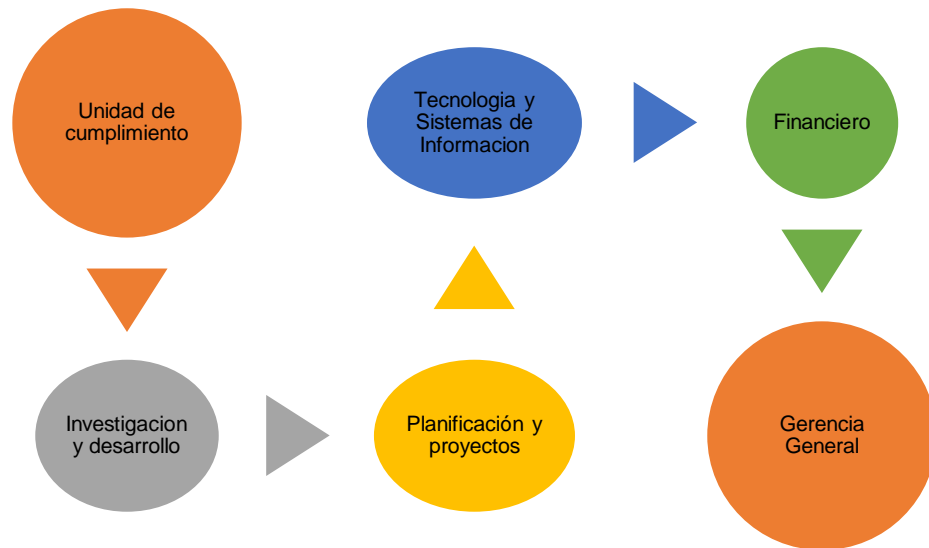 Unidad de
cumplimiento
Investigacion
y desarrollo
Planificación y
proyectos
Tecnologia y
Sistemas de
Informacion
Financiero
Gerencia
General